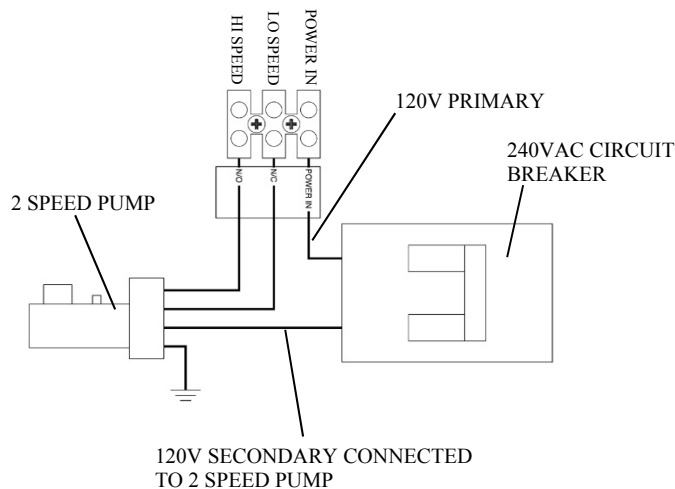 HI SPEED
LO SPEED
POWER IN
120V PRIMARY
240VAC CIRCUIT
BREAKER
N/O
N/C
POWER IN
2 SPEED PUMP
120V SECONDARY CONNECTED
TO 2 SPEED PUMP